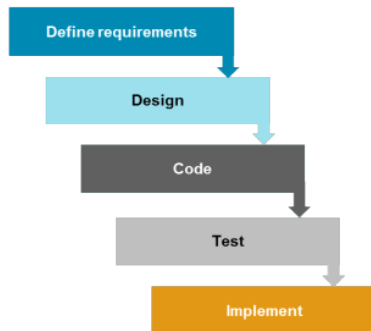 Define requirements
Design
Code
Test
Implement